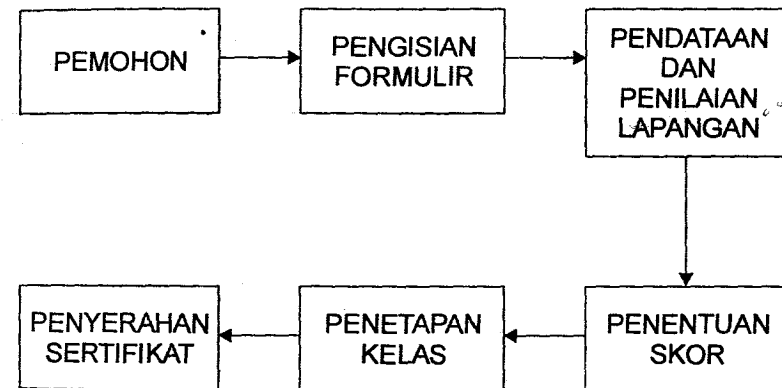 PEMOHON
PENGISIAN
FORMULIR
PENDATAAN
DAN
PENILAIAN
LAPANGAN
PENENTUAN
SKOR
PENETAPAN
KELAS
PENYERAHAN
SERTIFIKAT